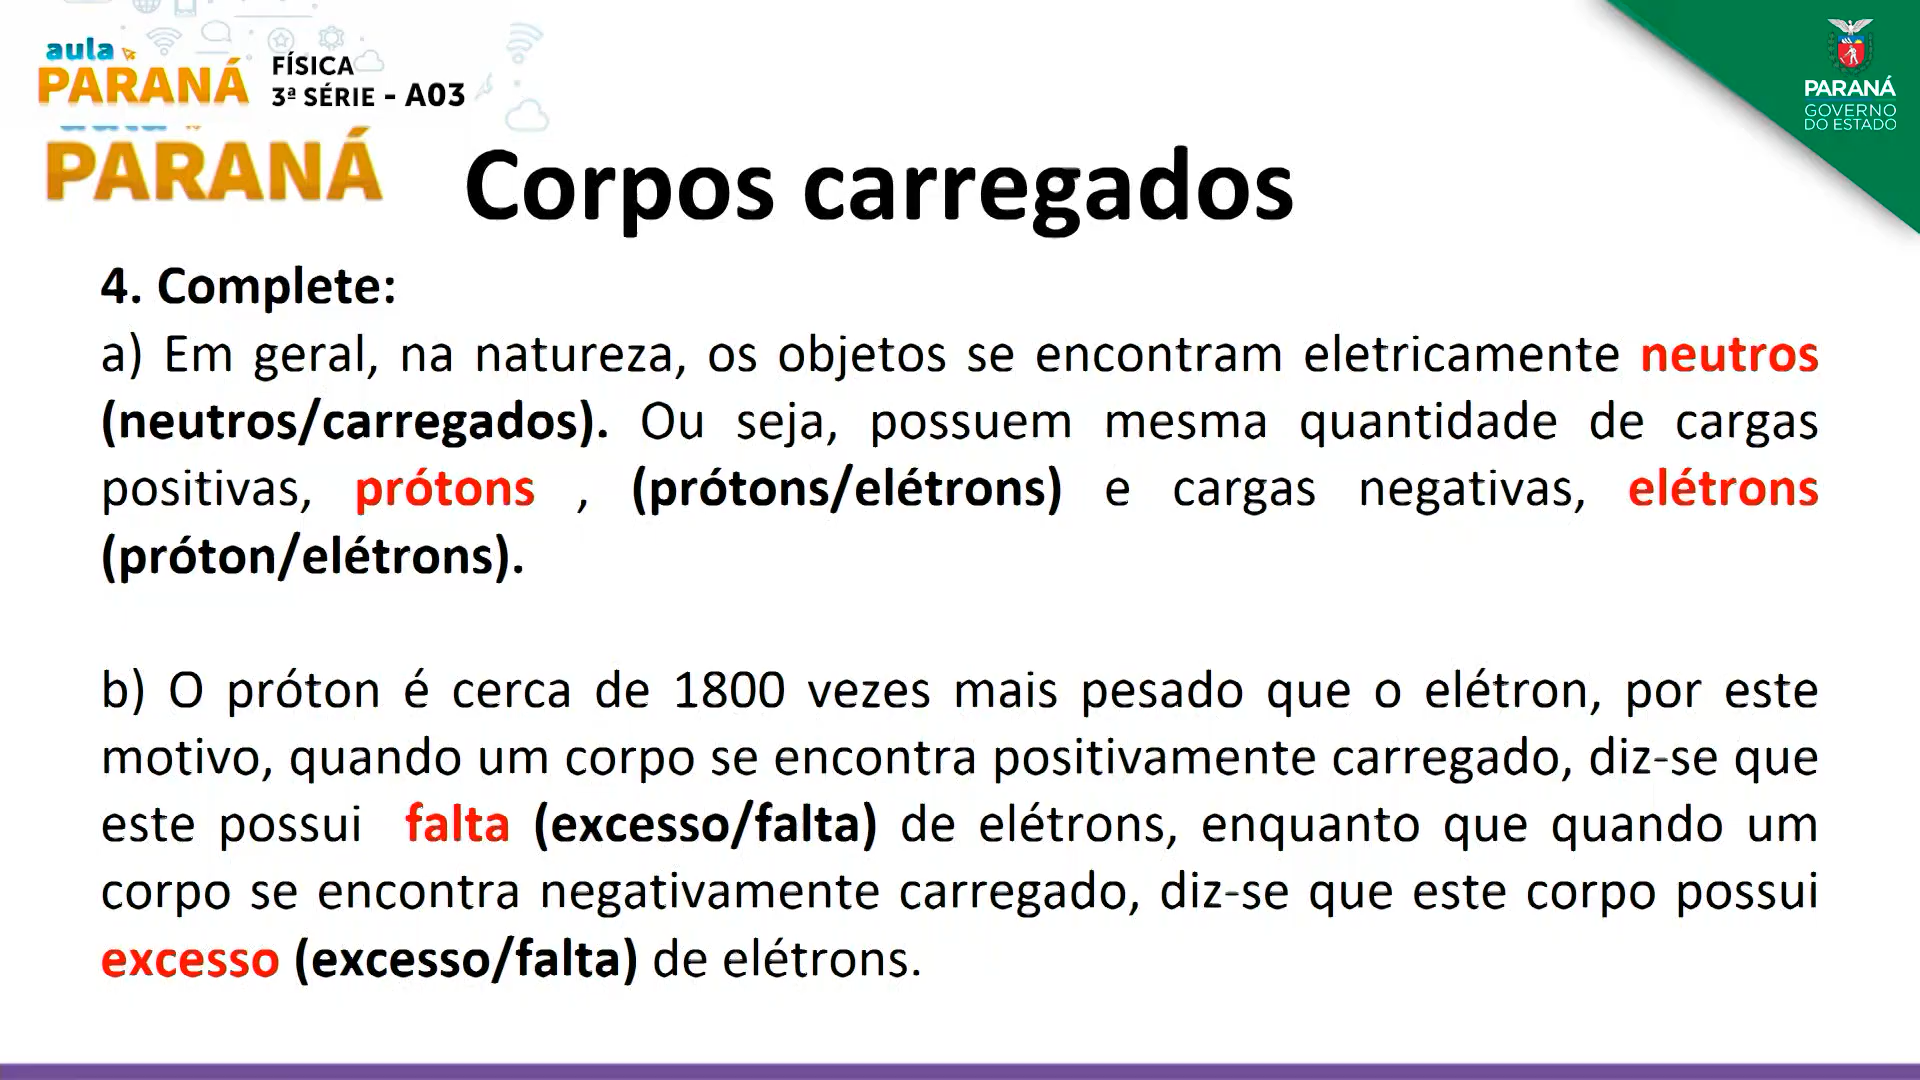 aula
PARANÁ
FÍSICA
3ª SÉRIE - A03
PARANÁ
GOVERNO
DO ESTADO
aula
PARANÁ
Corpos carregados
4. Complete:
a) Em geral, na natureza, os objetos se encontram eletricamente neutros
(neutros/carregados). Ou seja, possuem mesma quantidade de cargas
positivas, prótons , (prótons/elétrons) e cargas negativas, elétrons
(próton/elétrons).
b) O próton é cerca de 1800 vezes mais pesado que o elétron, por este
motivo, quando um corpo se encontra positivamente carregado, diz-se que
este possui falta (excesso/falta) de elétrons, enquanto que quando um
corpo se encontra negativamente carregado, diz-se que este corpo possui
excesso (excesso/falta) de elétrons.